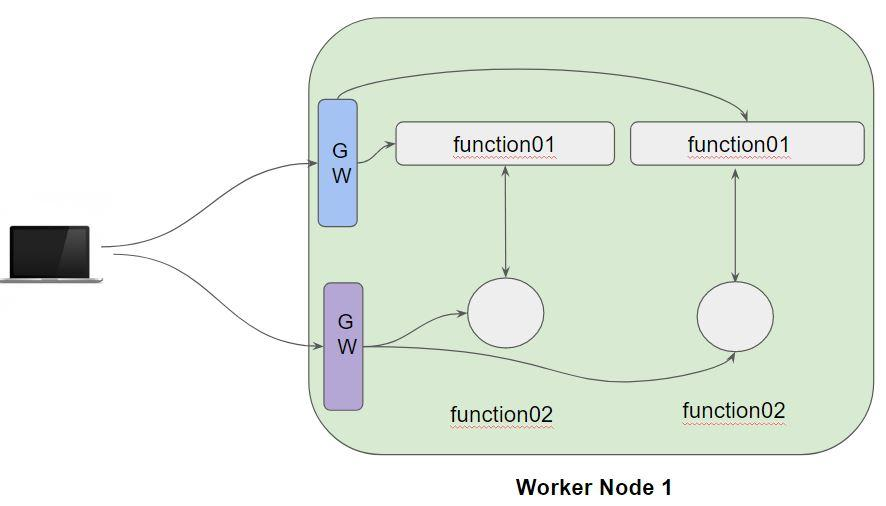 G
W
function01
function01
G
W
function02
function02
Worker Node 1